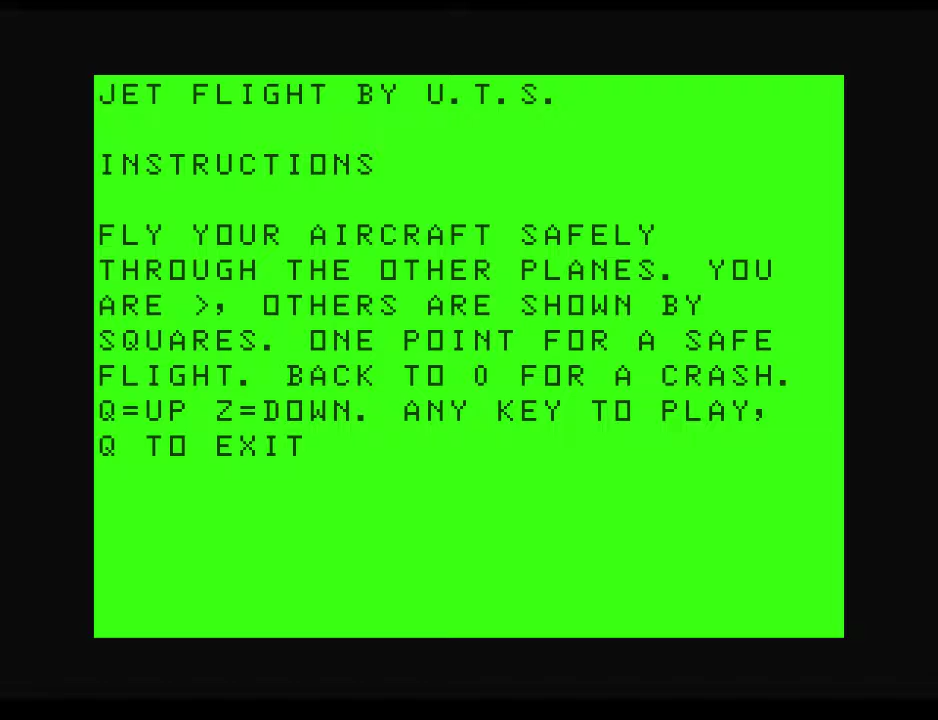 JET FLIGHT BY U.T.S.
INSTRUCTIONS
FLY YOUR AIRCRAFT SAFELY
THROUGH THE OTHER PLANES. YOU
ARE >, OTHERS ARE SHOWN BY
SQUARES. ONE POINT FOR A SAFE
FLIGHT. BACK TO 0 FOR A CRASH.
Q=UP Z=DOWN. ANY KEY TO PLAY,
Q TO EXIT